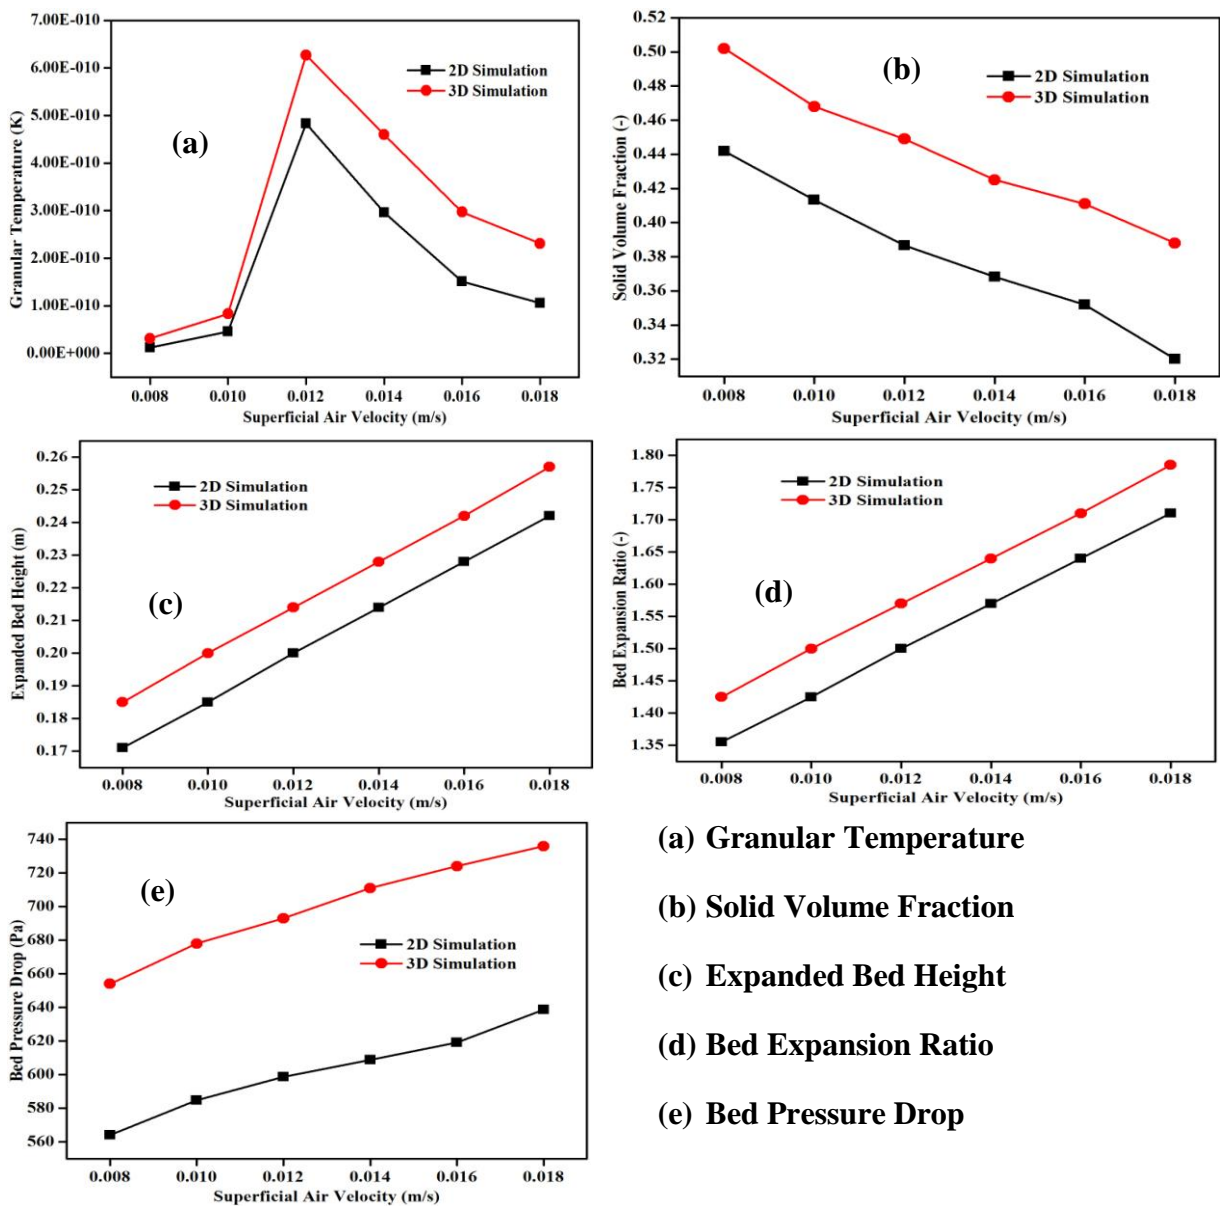 7.00E-010
6.00E-010
5.00E-010
4.00E-010
3.00E-010
2.00E-010
1.00E-010
0.00E+000
Granular Temperature (K)
(a)
2D Simulation
3D Simulation
0.008 0.010 0.012 0.014 0.016 0.018
Superficial Air Velocity (m/s)
0.52
0.50
0.48
0.46
0.44
0.42
0.40
0.38
0.36
0.34
0.32
Solid Volume Fraction (-)
(b)
2D Simulation
3D Simulation
0.008 0.010 0.012 0.014 0.016 0.018
Superficial Air Velocity (m/s)
0.26
0.25
0.24
0.23
0.22
0.21
0.20
0.19
0.18
0.17
Expanded Bed Height (m)
2D Simulation
3D Simulation
(c)
0.008 0.010 0.012 0.014 0.016 0.018
Superficial Air Velocity (m/s)
1.80
1.75
1.70
1.65
1.60
1.55
1.50
1.45
1.40
1.35
Bed Expansion Ratio (-)
2D Simulation
3D Simulation
(d)
0.008 0.010 0.012 0.014 0.016 0.018
Superficial Air Velocity (m/s)
740
720
700
680
660
640
620
600
580
560
Bed Pressure Drop (Pa)
(e)
2D Simulation
3D Simulation
0.008 0.010 0.012 0.014 0.016 0.018
Superficial Air Velocity (m/s)
(a) Granular Temperature
(b) Solid Volume Fraction
(c) Expanded Bed Height
(d) Bed Expansion Ratio
(e) Bed Pressure Drop